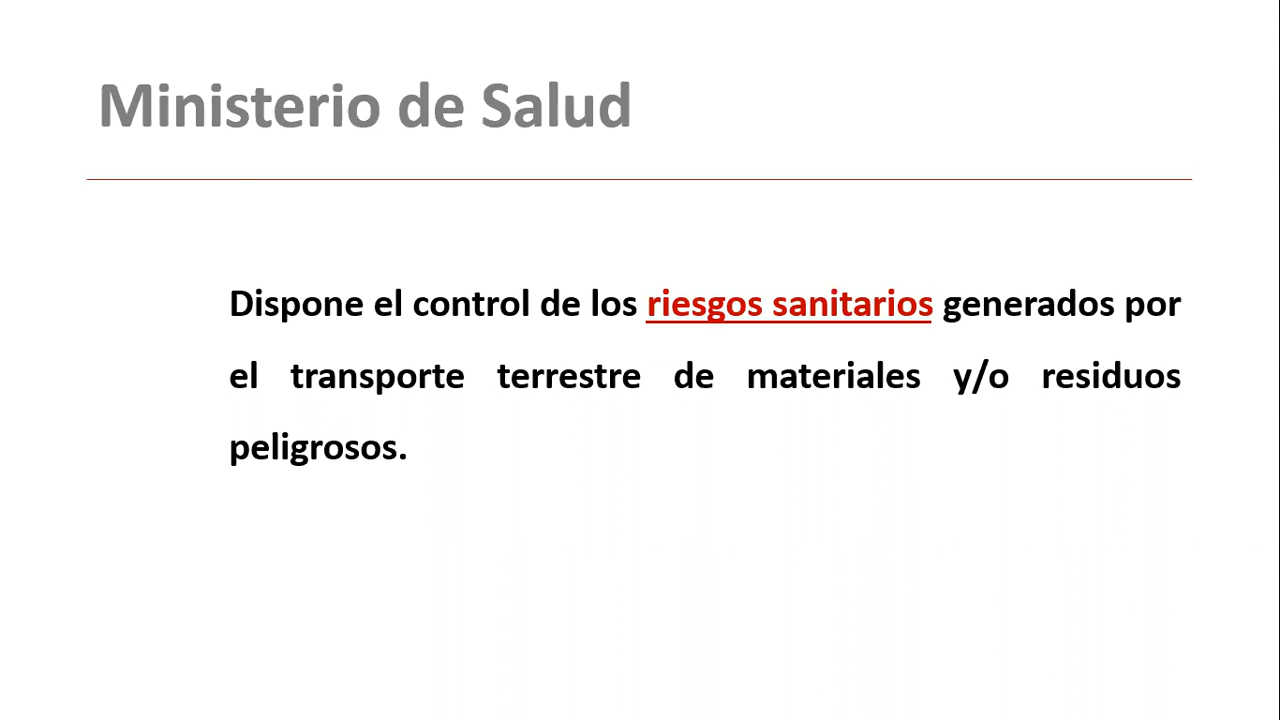 Ministerio de Salud
Dispone el control de los riesgos sanitarios generados por
el transporte terrestre de materiales y/o residuos
peligrosos.